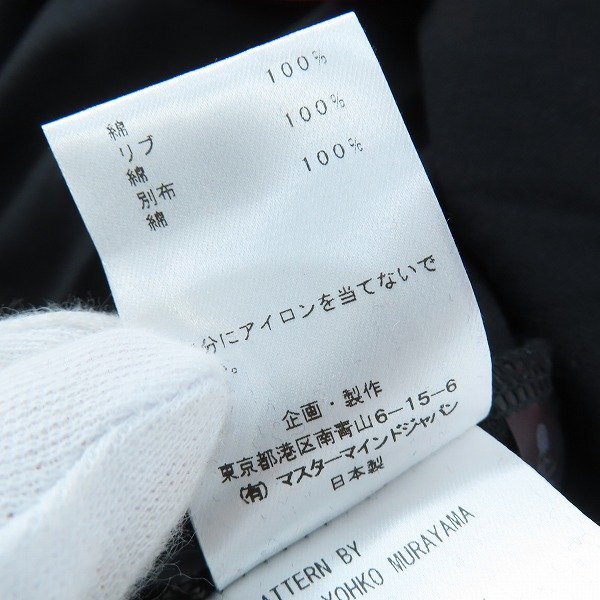 綿 100%
リブ
綿 100%
別布
綿 100%
分にアイロンを当てないで
。
企画・製作
東京都港区南青山6-15-6
(有) マスターマインドジャパン
日本製
PATTERN BY
YOHKO MURAYAMA